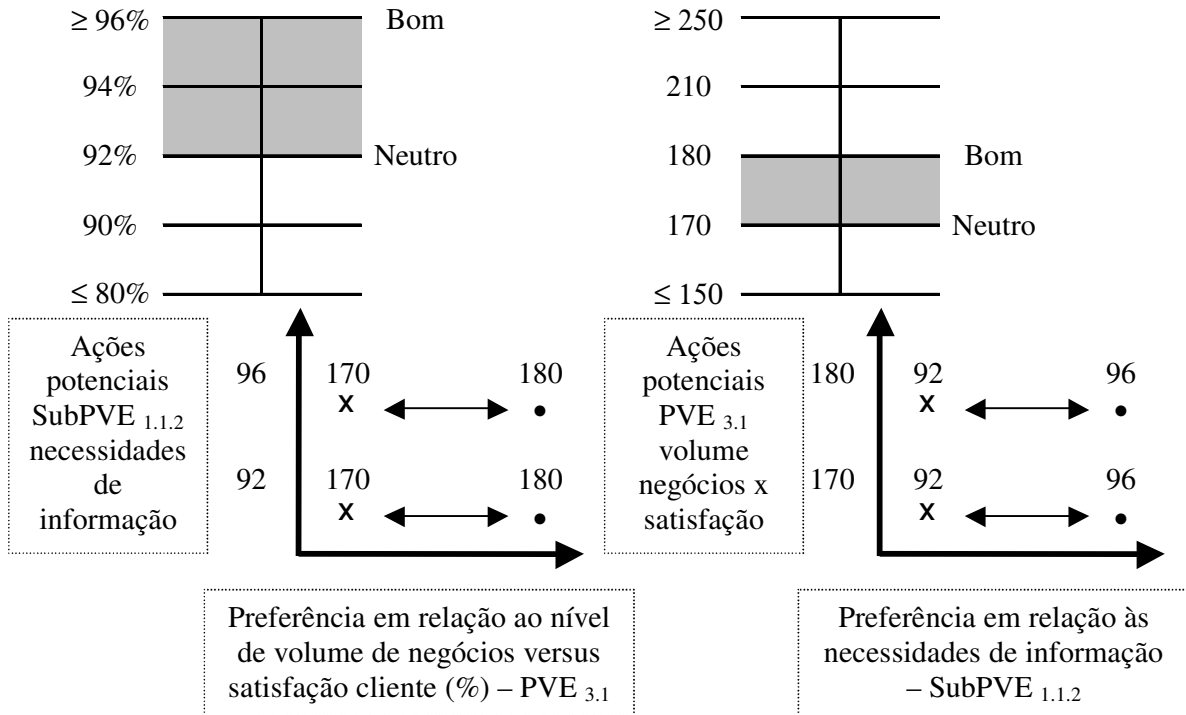 ≥ 96%
Bom
94%
92%
Neutro
90%
≤ 80%
≥ 250
210
180
Bom
170
Neutro
≤ 150
Ações
potenciais
SubPVE 1.1.2
necessidades
de
informação
96
170
180
x
92
170
180
x
Preferência em relação ao nível
de volume de negócios versus
satisfação cliente (%) – PVE 3.1
Ações
potenciais
PVE 3.1
volume
negócios x
satisfação
180
92
96
x
170
92
96
x
Preferência em relação às
necessidades de informação
– SubPVE 1.1.2